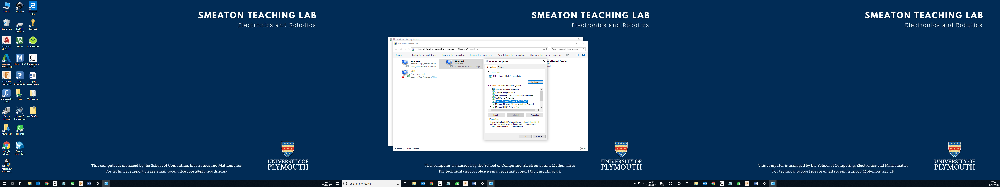 This PC
Inkscape
Microsoft
Edge
Recycle Bin
INSTALL
UBUNTU
Sign out
AutoCAD
2019 - E...
Keil v5
balenaEtcher
Autodesk
Desktop App
Monitor 2.1.4
DesignSpark
PCB 8.1
Autodesk
Fusion 360
NAO
Document...
Display
Screen Equ...
Choregraphe
2.1.4
NAS
OwlFaceTr...
Device
Manager
Proteus 8
Professional
OwlFaceTr...
Downloads
qtcreator
Google
Chrome
Quartus
Prime 16.1
Install Now
Autodesk...
SMEATON TEACHING LAB
Electronics and Robotics
UNIVERSITY OF
PLYMOUTH
This computer is managed by the School of Computing, Electronics and Mathematics
For technical support please email socem.itsupport@plymouth.ac.uk
09:27
15/02/2019
SMEATON TEACHING LAB
Electronics and Robotics
Network and Sharing Centre
Network Connections
Control Panel > Network and Internet > Network Connections
Search Network Connections
Organise
Disable this network device
Diagnose this connection
Rename this connection
View status of this connection
Change settings of this connection
Ethernet 2
socnet.soc.plymouth.ac.uk
Intel(R) Ethernet Connectio...
WiFi
Not connected
802.11n USB Wireless LAN ...
Ethernet 5
Network 13
USB Ethernet/RNDIS Gadge...
ware Network Adapter
Ethernet 5 Properties
Networking
Sharing
Connect using:
USB Ethernet/RNDIS Gadget #4
Configure...
This connection uses the following items:
Client for Microsoft Networks
VMware Bridge Protocol
File and Printer Sharing for Microsoft Networks
QoS Packet Scheduler
Internet Protocol Version 4 (TCP/IPv4)
Microsoft Network Adapter Multiplexor Protocol
Microsoft LLDP Protocol Driver
Install...
Uninstall
Properties
Description
Transmission Control Protocol/Internet Protocol. The default
wide area network protocol that provides communication
across diverse interconnected networks.
OK
Cancel
5 items
1 item selected
UNIVERSITY OF
PLYMOUTH
This computer is managed by the School of Computing, Electronics and Mathematics
For technical support please email socem.itsupport@plymouth.ac.uk
Type here to search
09:27
15/02/2019
SMEATON TEACHING LAB
Electronics and Robotics
UNIVERSITY OF
PLYMOUTH
This computer is managed by the School of Computing, Electronics and Mathematics
For technical support please email socem.itsupport@plymouth.ac.uk
09:27
15/02/2019